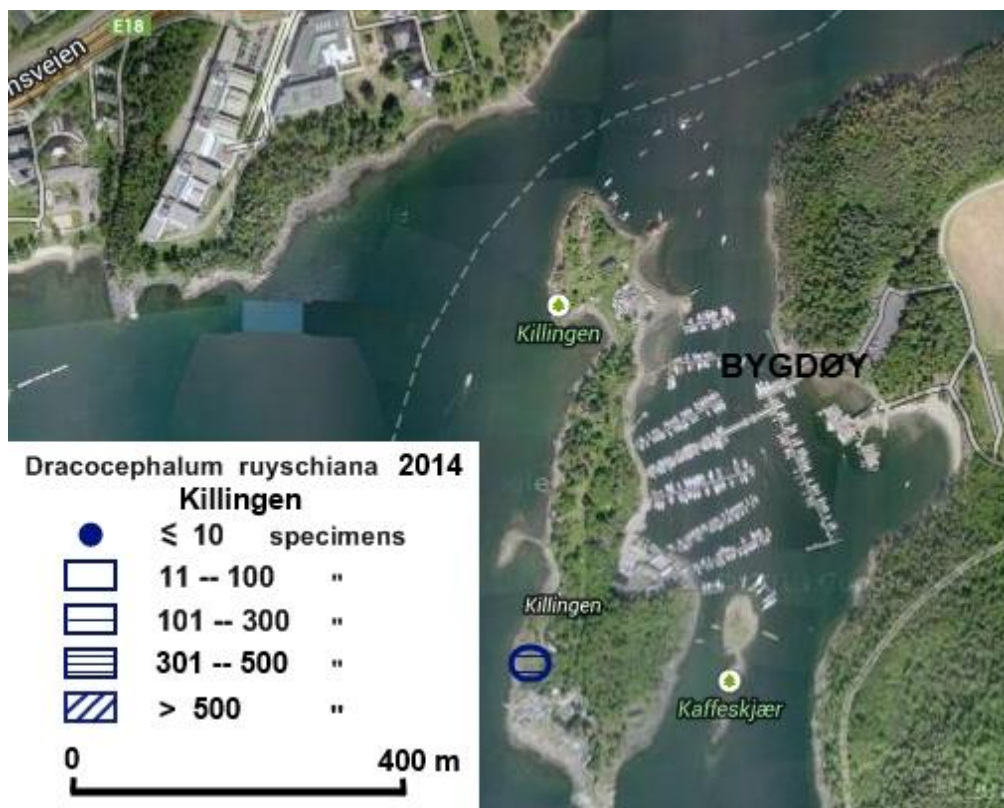 E18
nsveien
Killingen
BYGDØY
Dracocephalum ruyschiana 2014
Killingen
≤ 10 specimens
11 -- 100 "
101 -- 300 "
301 -- 500 "
> 500 "
0 400 m
Killingen
Kaffeskjær